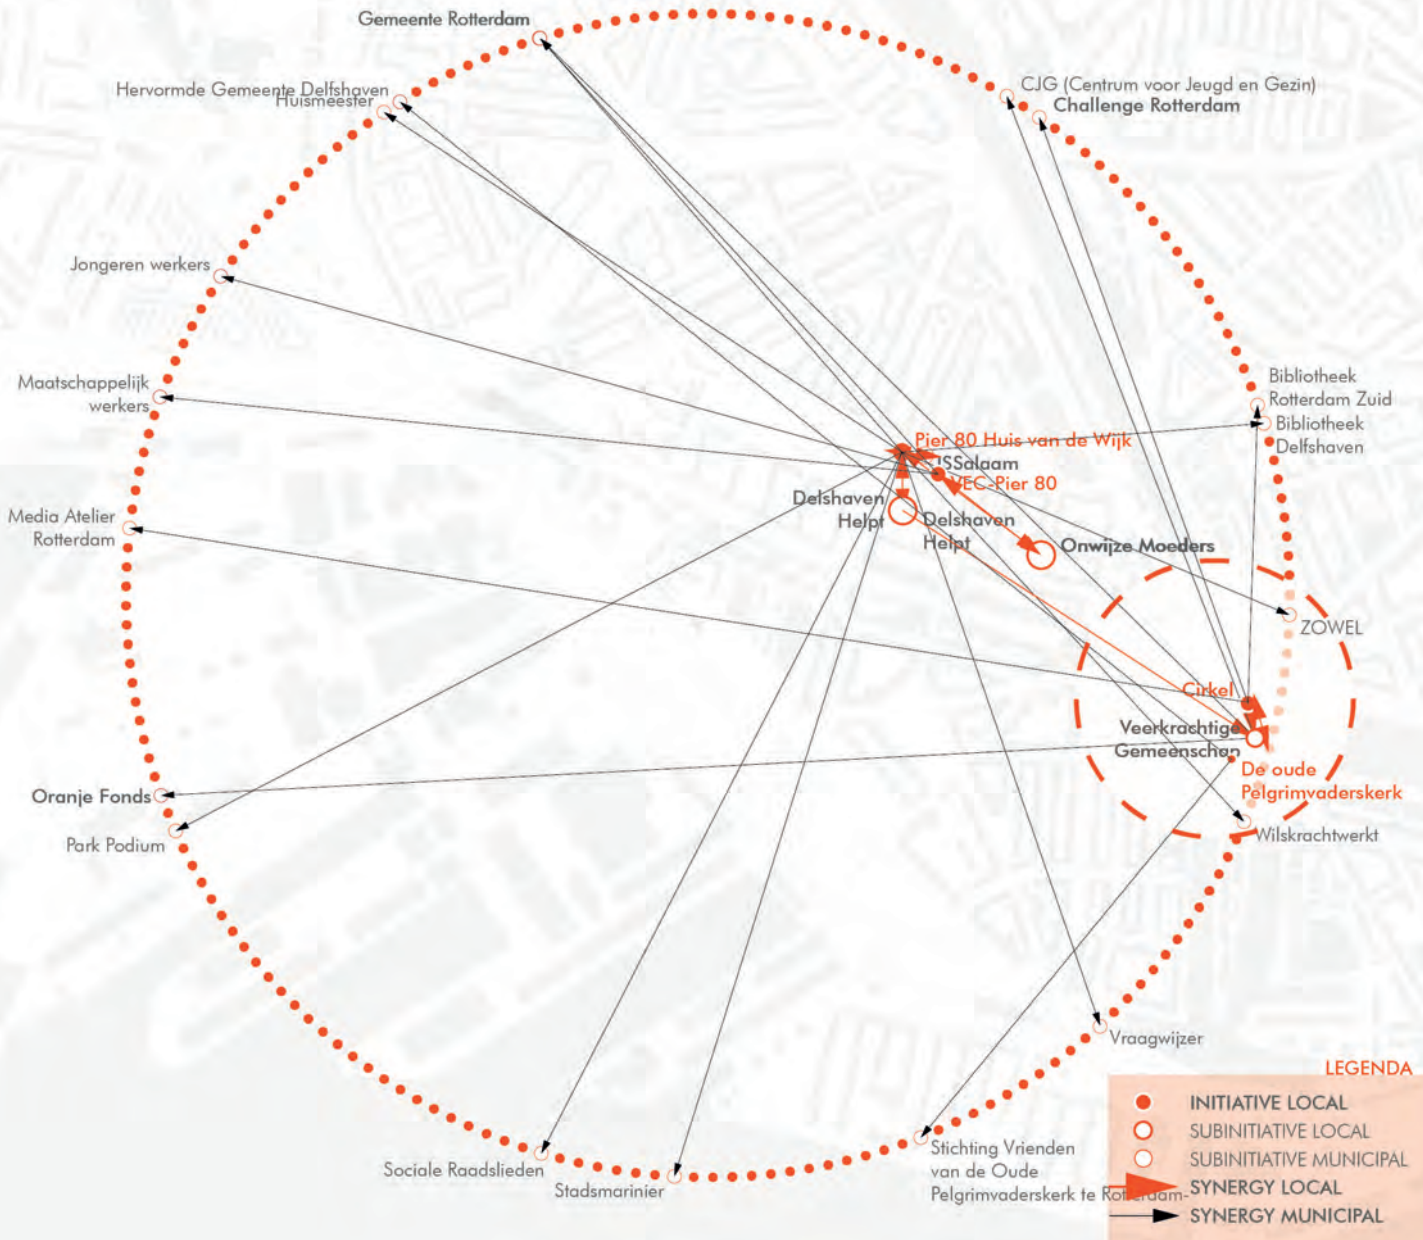 Gemeente Rotterdam
Hervormde Gemeente Delfshaven
Huismeester
CJG (Centrum voor Jeugd en Gezin)
Challenge Rotterdam
Jongeren werkers
Maatschappelijk
werkers
Bibliotheek
Rotterdam Zuid
Bibliotheek
Delfshaven
Pier 80 Huis van de Wijk
Salaam
VEC-Pier 80
Delshaven
Helpt
Delshaven
Helpt
Onwijze Moeders
Media Atelier
Rotterdam
ZOWEL
Cirkel
Veerkrachtige
Gemeenschap
De oude
Pelgrimvaderskerk
Oranje Fonds
Park Podium
Wilskrachtwerkt
Vraagwijzer
Sociale Raadslieden
Stadsmarinier
Stichting Vrienden
van de Oude
Pelgrimvaderskerk te Rotterdam-
LEGENDA
INITIATIVE LOCAL
SUBINITIATIVE LOCAL
SUBINITIATIVE MUNICIPAL
SYNERGY LOCAL
SYNERGY MUNICIPAL